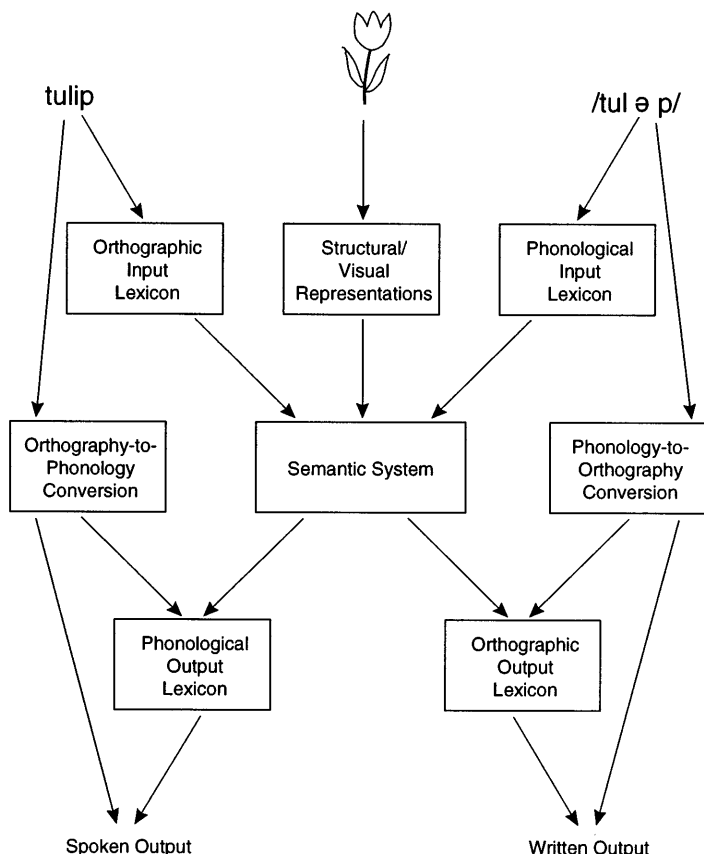 tulip
/tul ə p/
Orthographic
Input
Lexicon
Structural/
Visual
Representations
Phonological
Input
Lexicon
Orthography-to-
Phonology
Conversion
Semantic System
Phonology-to-
Orthography
Conversion
Phonological
Output
Lexicon
Orthographic
Output
Lexicon
Spoken Output
Written Output